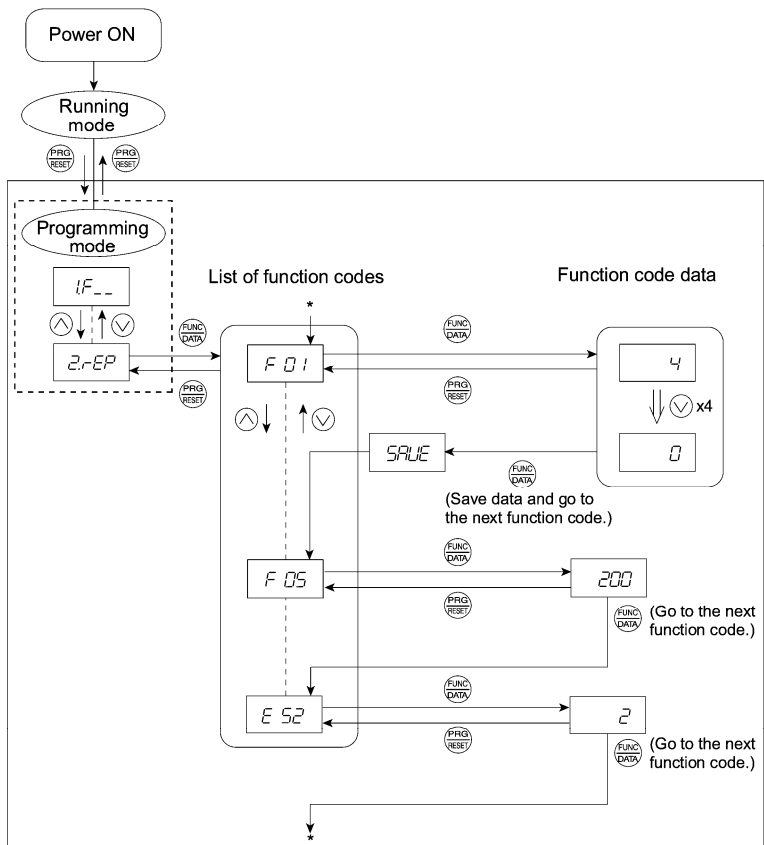 Power ON
Running
mode
PRG
RESET
PRG
RESET
Programming
mode
1.F__
2.rEP
FUNC
DATA
PRG
RESET
List of function codes
*
F 01
F 05
E 52
FUNC
DATA
PRG
RESET
Function code data
4
x4
0
SAVE
FUNC
DATA
(Save data and go to
the next function code.)
FUNC
DATA
PRG
RESET
200
FUNC
DATA
(Go to the next
function code.)
FUNC
DATA
PRG
RESET
2
FUNC
DATA
(Go to the next
function code.)
*